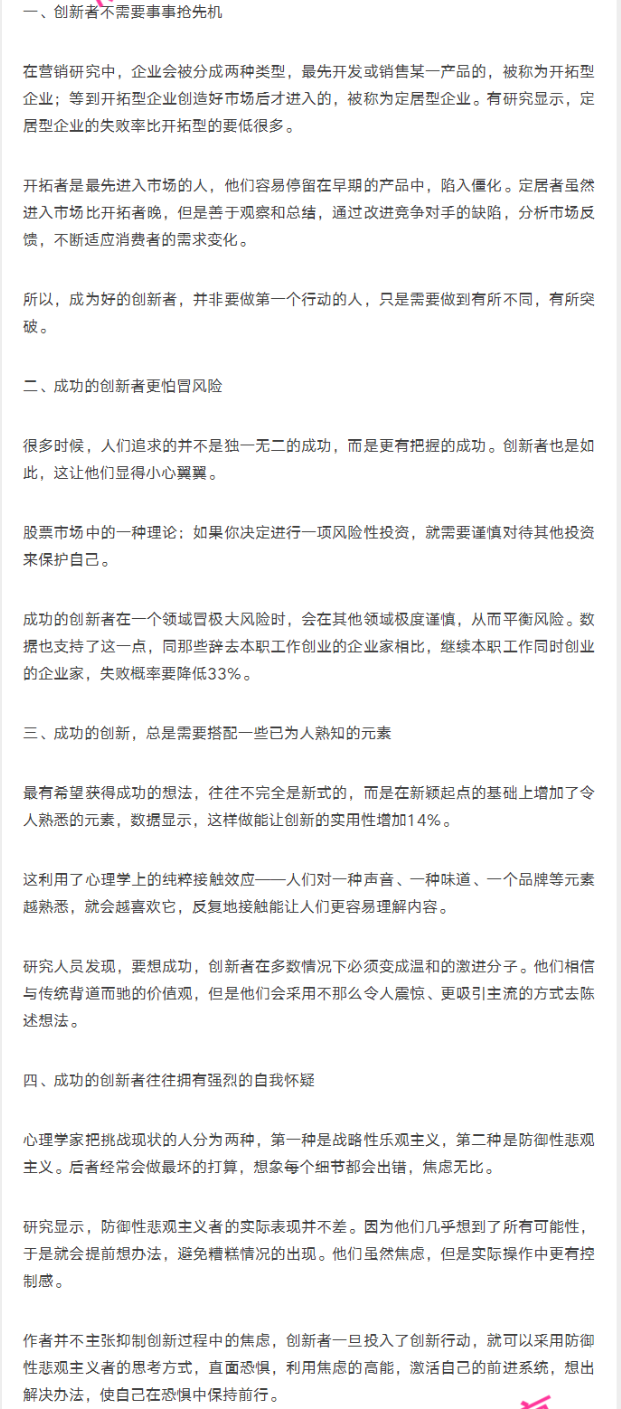 一、创新者不需要事事抢先机
在营销研究中，企业会被分成两种类型，最先开发或销售某一产品的，被称为开拓型
企业；等到开拓型企业创造好市场后才进入的，被称为定居型企业。有研究显示，定
居型企业的失败率比开拓型的要低很多。
开拓者是最先进入市场的人，他们容易停留在早期的产品中，陷入僵化。定居者虽然
进入市场比开拓者晚，但是善于观察和总结，通过改进竞争对手的缺陷，分析市场反
馈，不断适应消费者的需求变化。
所以，成为好的创新者，并非要做第一个行动的人，只是需要做到有所不同，有所突
破。
二、成功的创新者更怕冒风险
很多时候，人们追求的并不是独一无二的成功，而是更有把握的成功。创新者也是如
此，这让他们显得小心翼翼。
股票市场中的一种理论：如果你决定进行一项风险性投资，就需要谨慎对待其他投资
来保护自己。
成功的创新者在一个领域冒极大风险时，会在其他领域极度谨慎，从而平衡风险。数
据也支持了这一点，同那些辞去本职工作创业的企业家相比，继续本职工作同时创业
的企业家，失败概率要降低33%。
三、成功的创新，总是需要搭配一些已为人熟知的元素
最有希望获得成功的想法，往往不完全是新式的，而是在新颖起点的基础上增加了令
人熟悉的元素，数据显示，这样做能让创新的实用性增加14%。
这利用了心理学上的纯粹接触效应——人们对一种声音、一种味道、一个品牌等元素
越熟悉，就会越喜欢它，反复地接触能让人们更容易理解内容。
研究人员发现，要想成功，创新者在多数情况下必须变成温和的激进分子。他们相信
与传统背道而驰的价值观，但是他们会采用不那么令人震惊、更吸引主流的方式去陈
述想法。
四、成功的创新者往往拥有强烈的自我怀疑
心理学家把挑战现状的人分为两种，第一种是战略性乐观主义，第二种是防御性悲观
主义。后者经常会做最坏的打算，想象每个细节都会出错，焦虑无比。
研究显示，防御性悲观主义者的实际表现并不差。因为他们几乎想到了所有可能性，
于是就会提前想办法，避免糟糕情况的出现。他们虽然焦虑，但是实际操作中更有控
制感。
作者并不主张抑制创新过程中的焦虑，创新者一旦投入了创新行动，就可以采用防御
性悲观主义者的思考方式，直面恐惧，利用焦虑的高能，激活自己的前进系统，想出
解决办法，使自己在恐惧中保持前行。